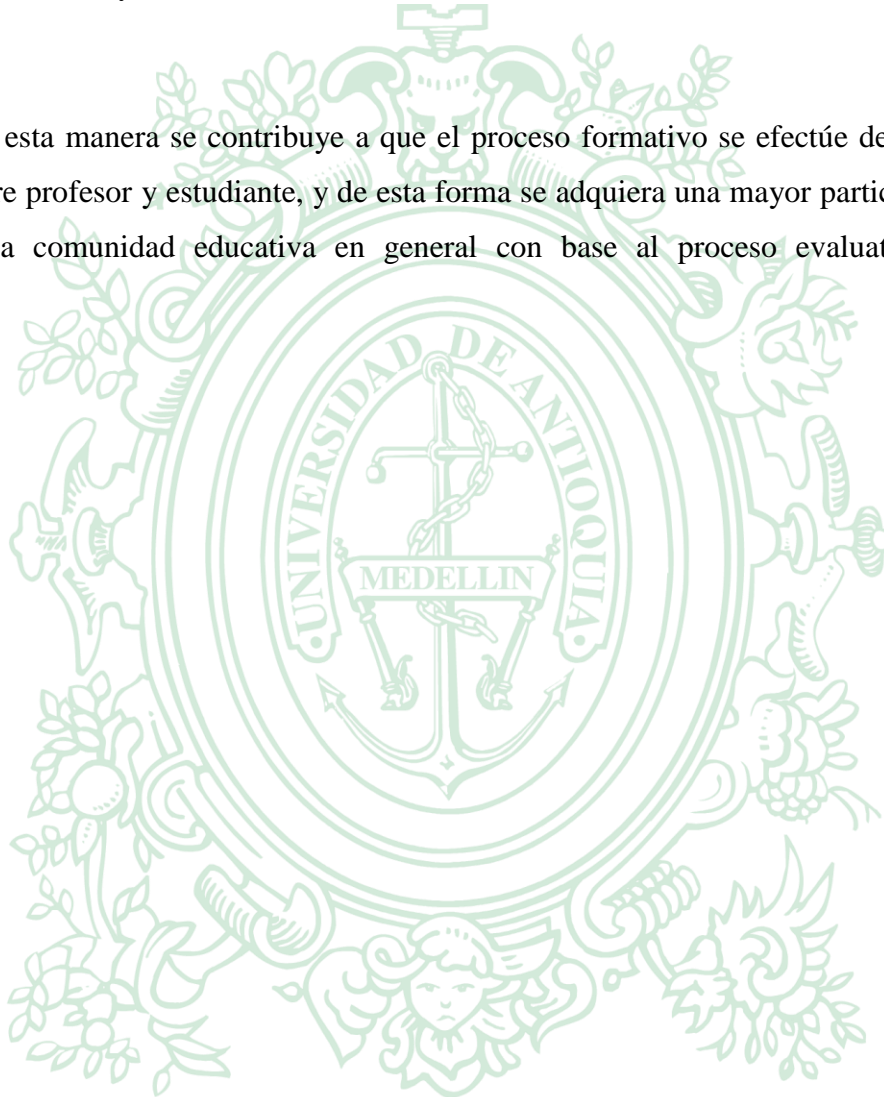 esta manera se contribuye a que el proceso formativo se efectúe de
re profesor y estudiante, y de esta forma se adquiera una mayor partic
a comunidad educativa en general con base al proceso evaluat
UNIVERSIDAD DE ANTIOQUIA
MEDELLIN